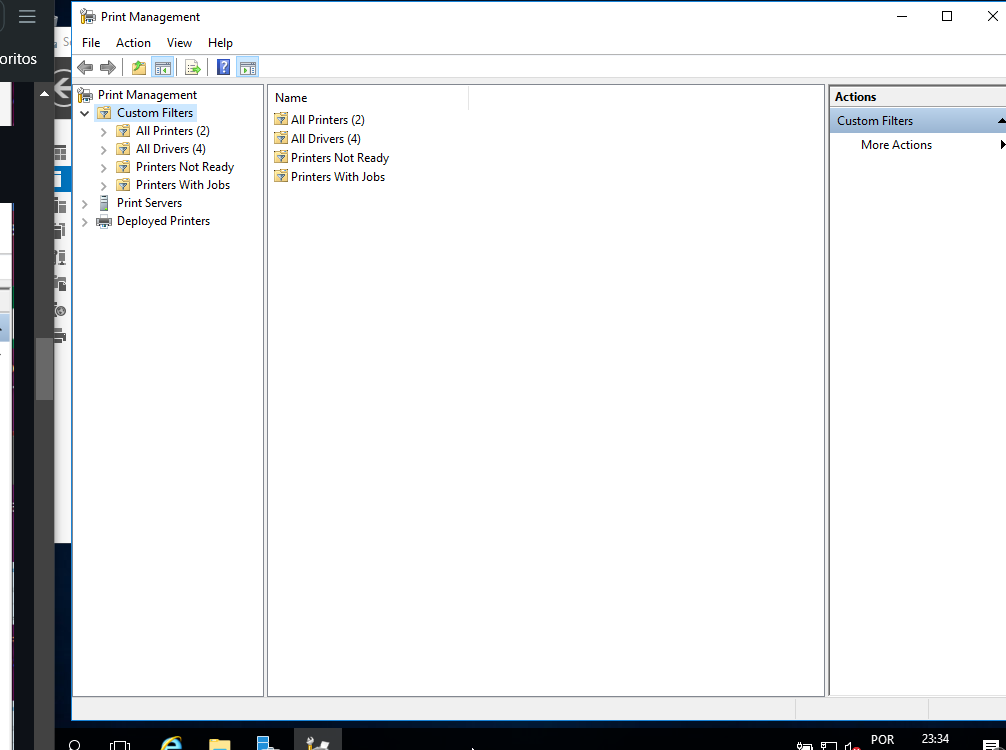 oritos
Print Management
File Action View Help
Print Management
Custom Filters
All Printers (2)
All Drivers (4)
Printers Not Ready
Printers With Jobs
Print Servers
Deployed Printers
Name
All Printers (2)
All Drivers (4)
Printers Not Ready
Printers With Jobs
Actions
Custom Filters
More Actions
POR
23:34